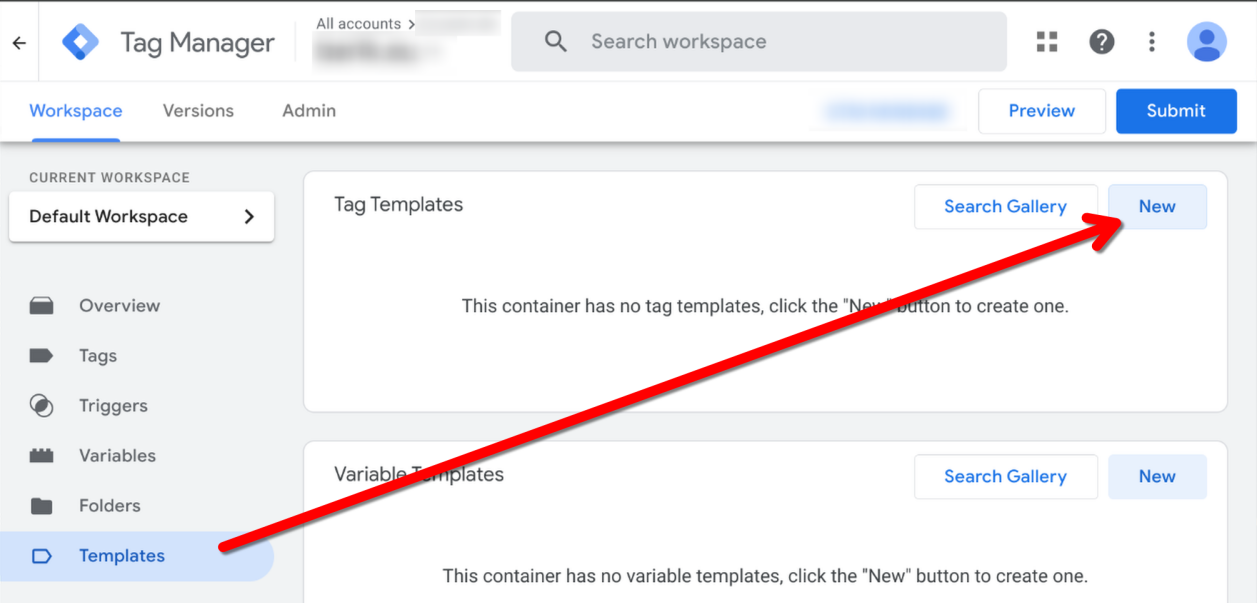 Tag Manager
All accounts >
Search workspace
Workspace
Versions
Admin
Preview
Submit
CURRENT WORKSPACE
Default Workspace
Tag Templates
Search Gallery
New
This container has no tag templates, click the "New" button to create one.
Overview
Tags
Triggers
Variables
Folders
Templates
Variable Templates
Search Gallery
New
This container has no variable templates, click the "New" button to create one.